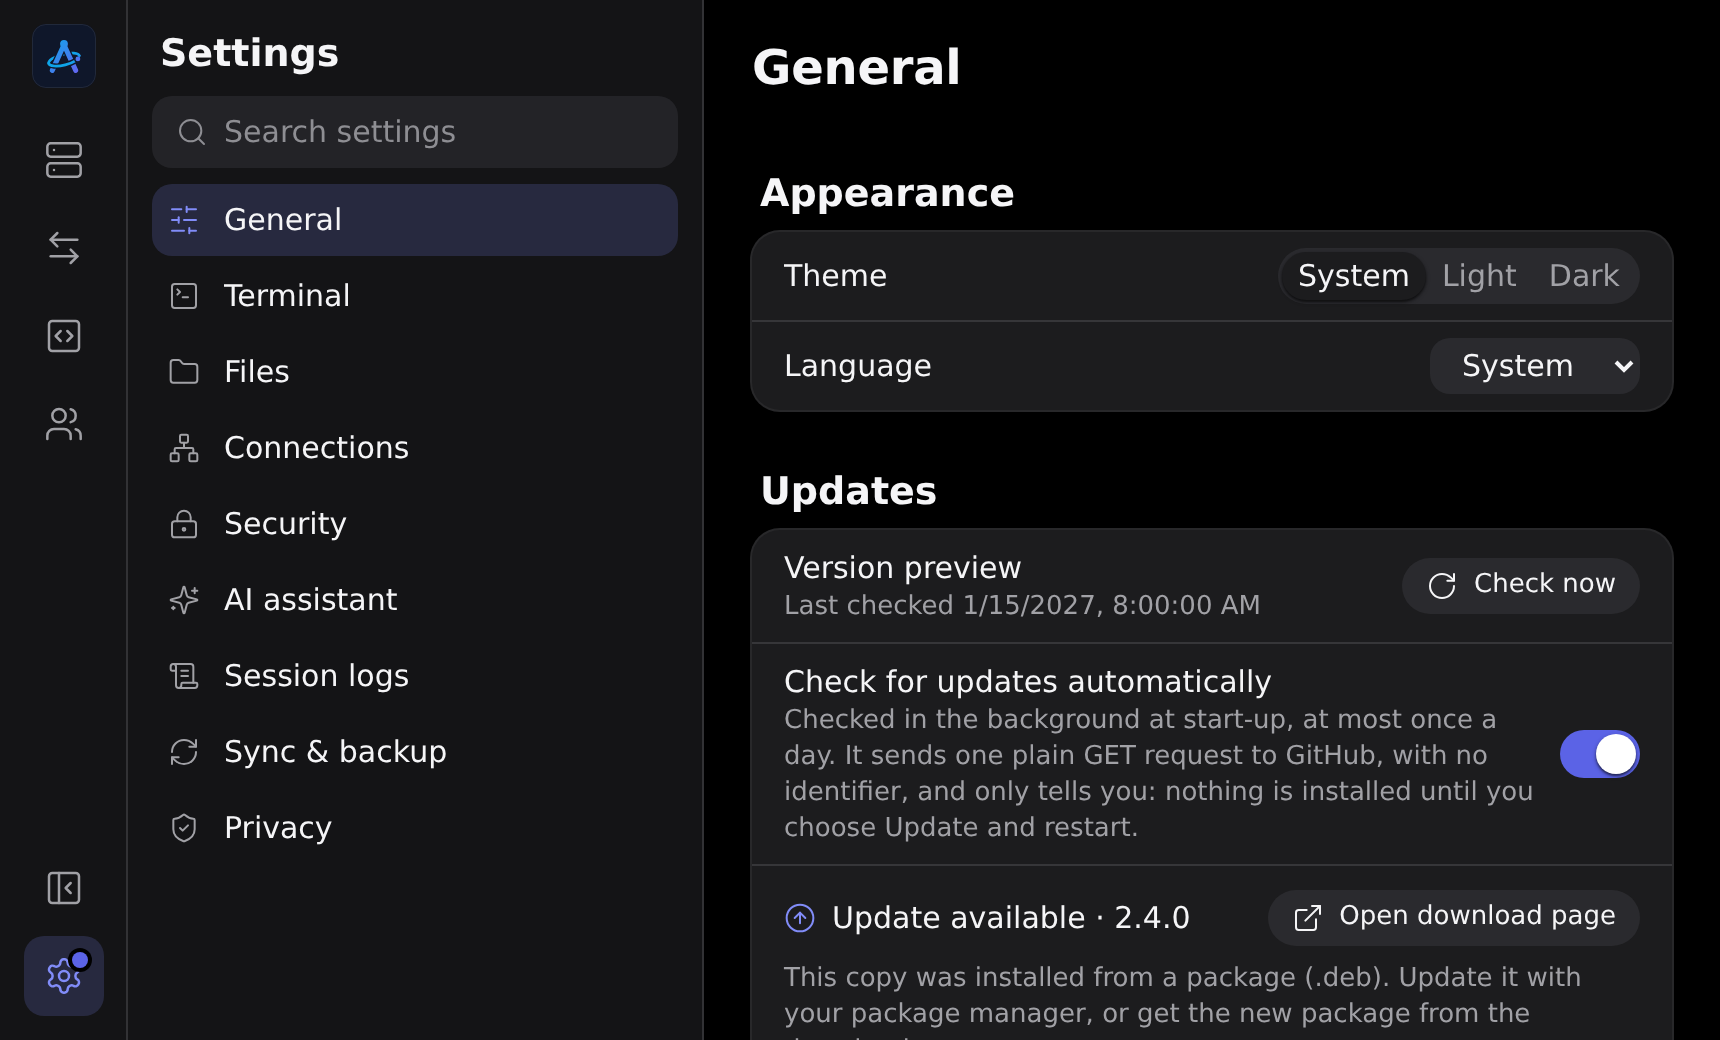 Settings
Search settings
General
Terminal
Files
Connections
Security
AI assistant
Session logs
Sync & backup
Privacy
General
Appearance
Theme
System Light Dark
Language
System
Updates
Version preview
Last checked 1/15/2027, 8:00:00 AM
Check now
Check for updates automatically
Checked in the background at start-up, at most once a
day. It sends one plain GET request to GitHub, with no
identifier, and only tells you: nothing is installed until you
choose Update and restart.
Update available · 2.4.0
Open download page
This copy was installed from a package (.deb). Update it with
your package manager, or get the new package from the